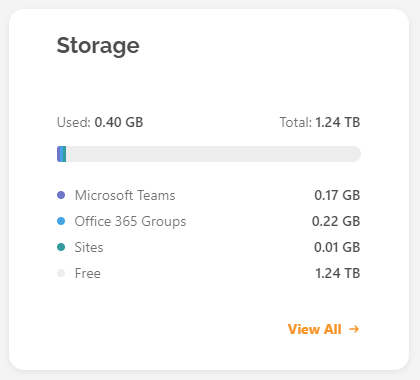 Storage
Used: 0.40 GB Total: 1.24 TB
Microsoft Teams 0.17 GB
Office 365 Groups 0.22 GB
Sites 0.01 GB
Free 1.24 TB
View All →